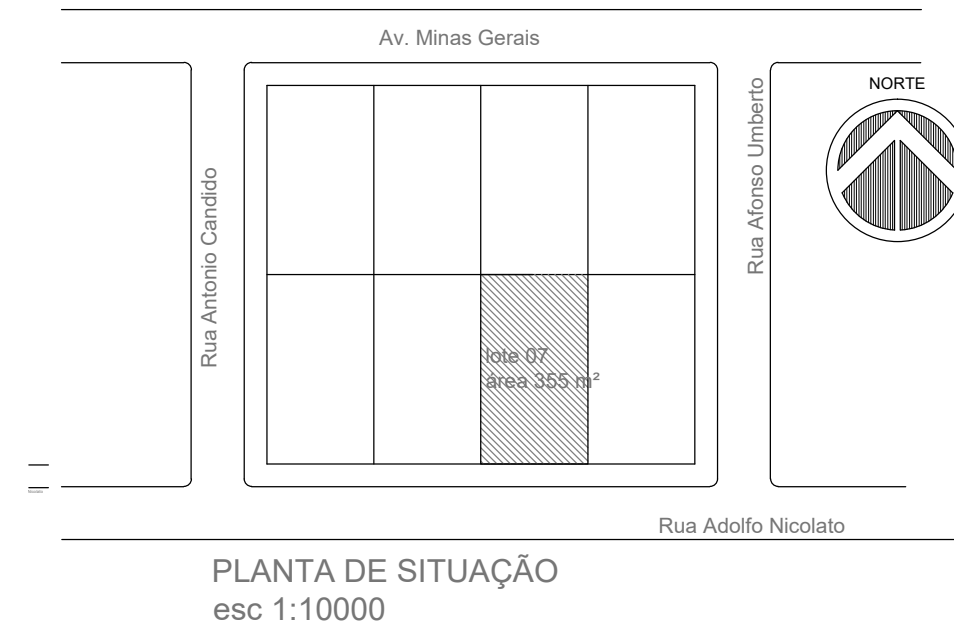 Av. Minas Gerais
NORTE
Rua Antonio Candido
Rua Afonso Umberto
lote 07
área 355 m²
Rua Adolfo Nicolato
PLANTA DE SITUAÇÃO
esc 1:10000